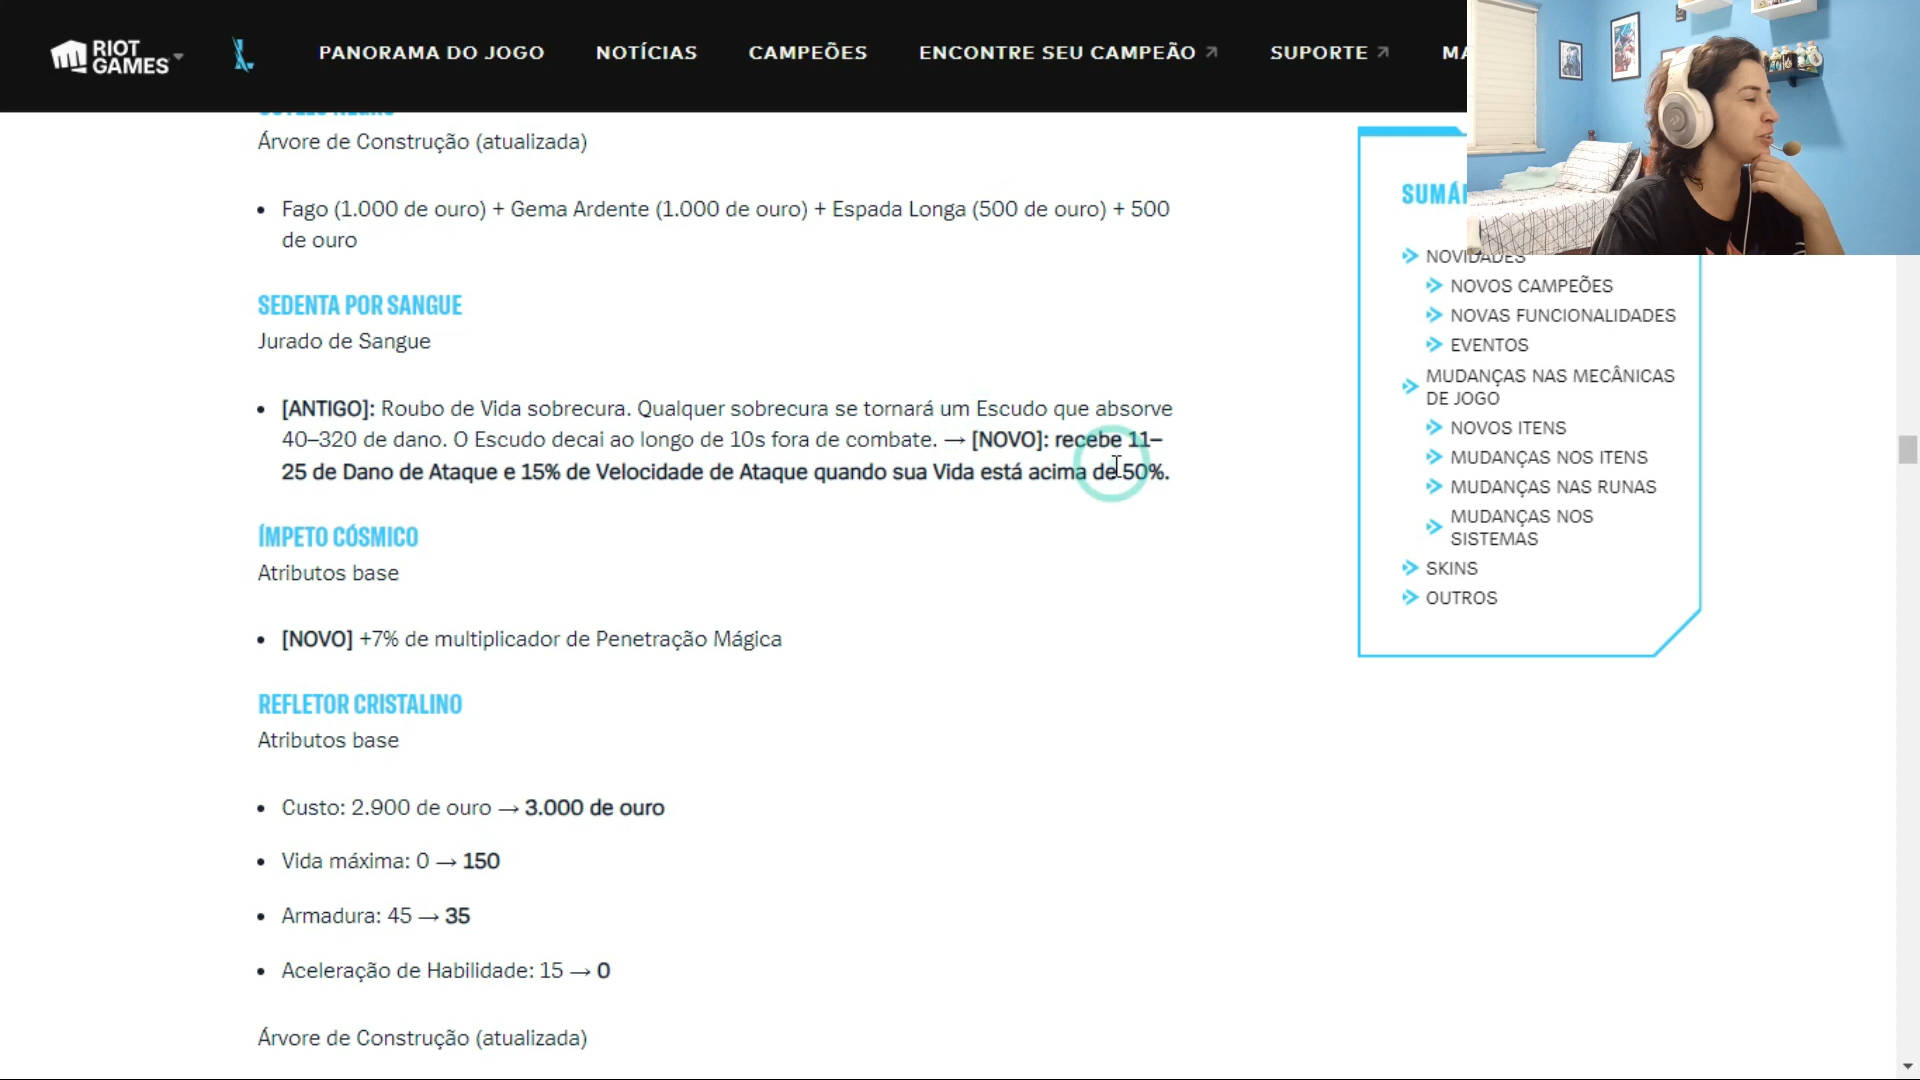 RIOT GAMES
PANORAMA DO JOGO NOTÍCIAS CAMPEÕES ENCONTRE SEU CAMPEÃO SUPORTE
Árvore de Construção (atualizada)
Fago (1.000 de ouro) + Gema Ardente (1.000 de ouro) + Espada Longa (500 de ouro) + 500
de ouro
SEDENTA POR SANGUE
Jurado de Sangue
[ANTIGO]: Roubo de Vida sobrecura. Qualquer sobrecura se tornará um Escudo que absorve
40–320 de dano. O Escudo decai ao longo de 10s fora de combate. → [NOVO]: recebe 11–
25 de Dano de Ataque e 15% de Velocidade de Ataque quando sua Vida está acima de 50%.
ÍMPETO CÓSMICO
Atributos base
[NOVO] +7% de multiplicador de Penetração Mágica
REFLETOR CRISTALINO
Atributos base
Custo: 2.900 de ouro → 3.000 de ouro
Vida máxima: 0 → 150
Armadura: 45 → 35
Aceleração de Habilidade: 15 → 0
Árvore de Construção (atualizada)
NOVIDADES
NOVOS CAMPEÕES
NOVAS FUNCIONALIDADES
EVENTOS
MUDANÇAS NAS MECÂNICAS
DE JOGO
NOVOS ITENS
MUDANÇAS NOS ITENS
MUDANÇAS NAS RUNAS
MUDANÇAS NOS
SISTEMAS
SKINS
OUTROS